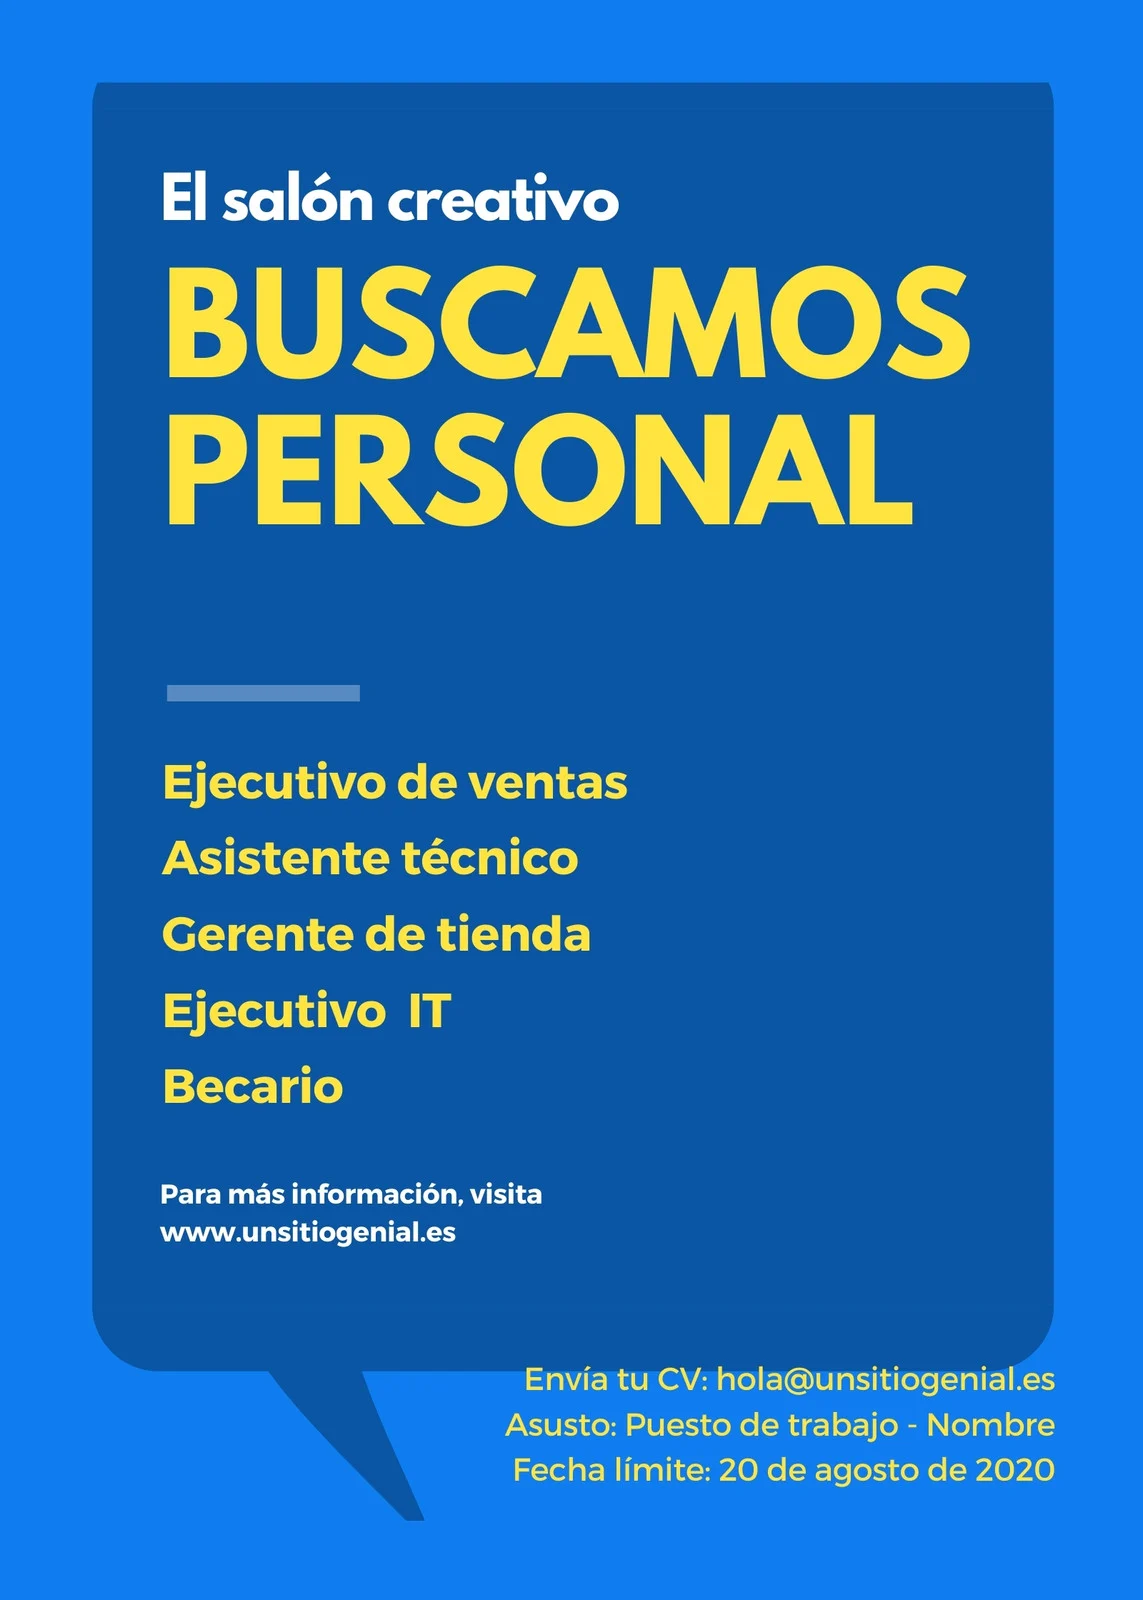 El salón creativo
BUSCAMOS
PERSONAL
Ejecutivo de ventas
Asistente técnico
Gerente de tienda
Ejecutivo  IT
Becario
Para más información, visita
www.unsitiogenial.es
Envía tu CV: hola@unsitiogenial.es
Asusto: Puesto de trabajo - Nombre
Fecha límite: 20 de agosto de 2020